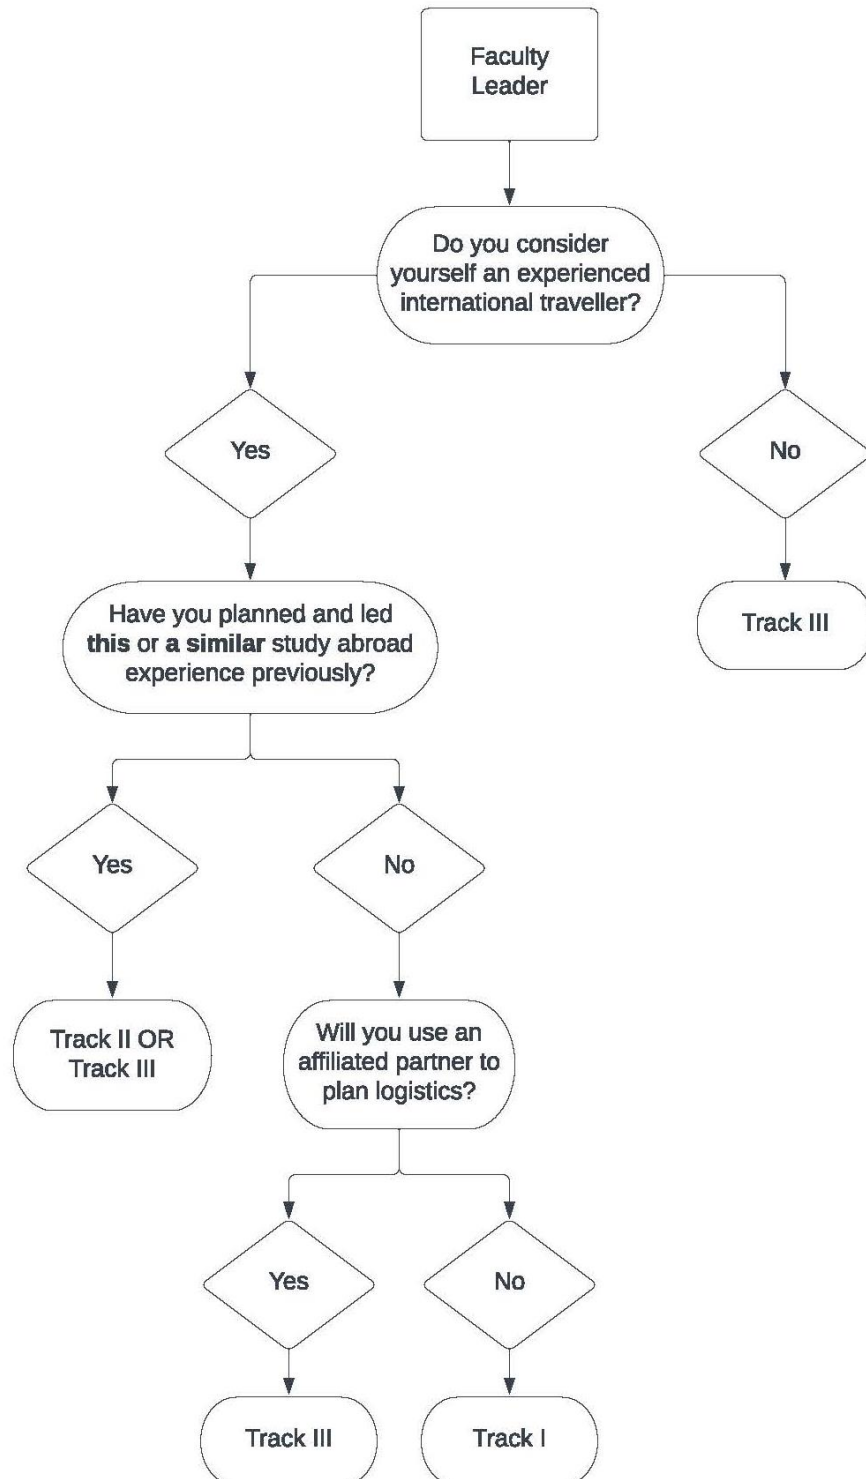 Faculty
Leader
Do you consider
yourself an experienced
international traveller?
Yes
No
Have you planned and led
this or a similar study abroad
experience previously?
Track III
Yes
No
Track II OR
Track III
Will you use an
affiliated partner to
plan logistics?
Yes
No
Track III
Track I